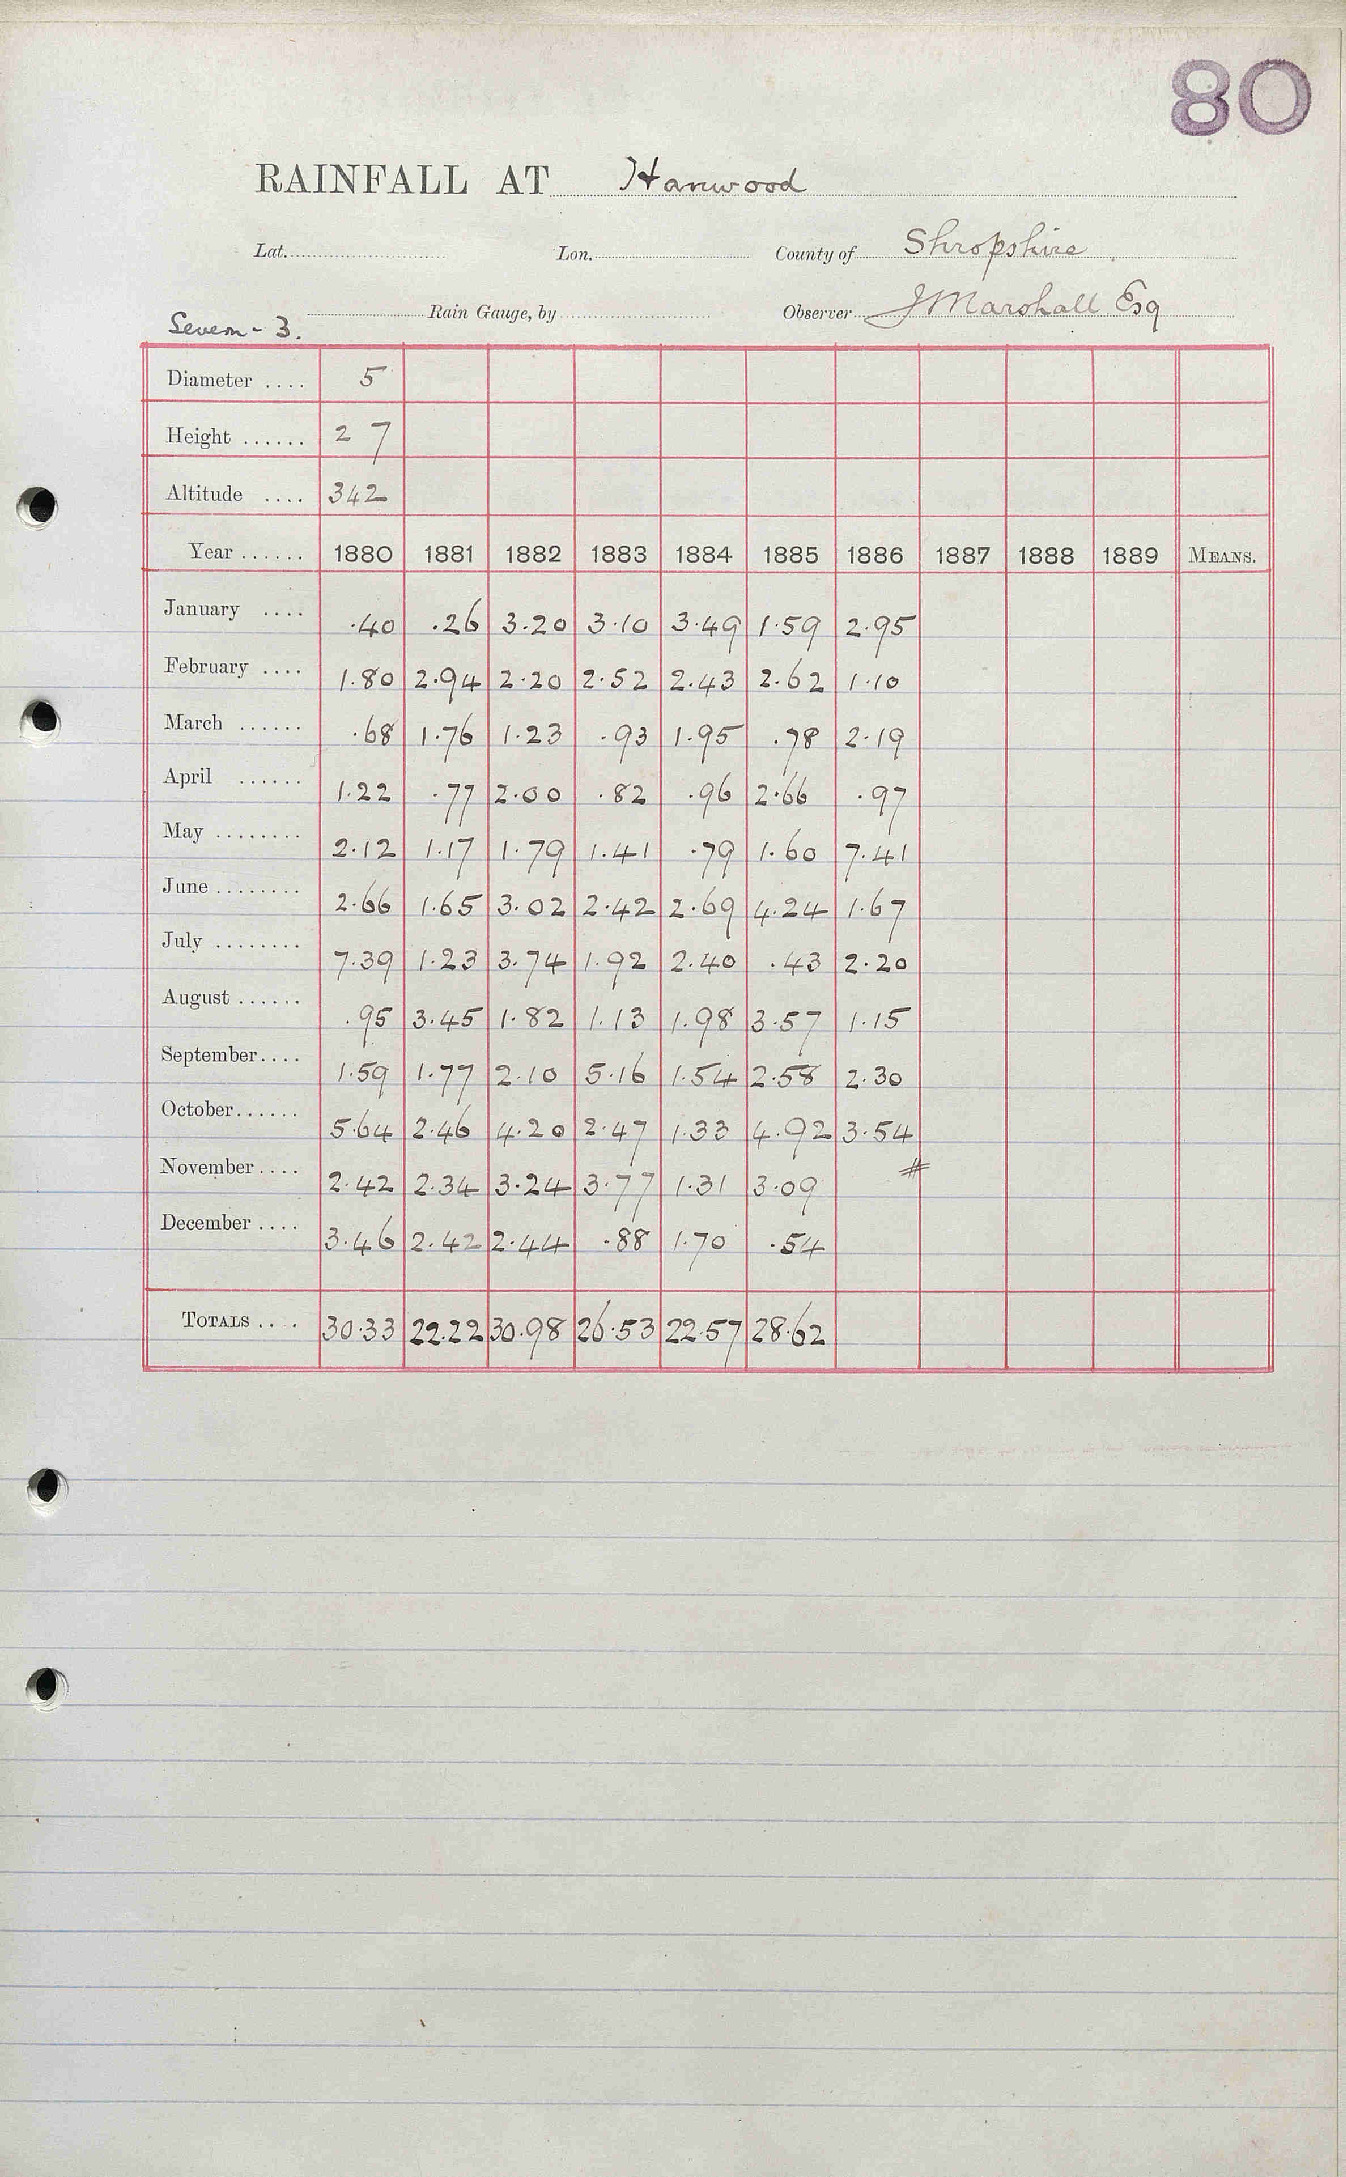 80
RAINFALL AT Hanwood
Lat. Lon. County of Shropshire
Rain Gauge, by Observer J Marshall Esq
Severn - 3.
Diameter .... 5
Height ...... 2 7
Altitude .... 342
Year ...... 1880 1881 1882 1883 1884 1885 1886 1887 1888 1889 MEANS.
January .... .40 .26 3.20 3.10 3.49 1.59 2.95
February .... 1.80 2.94 2.20 2.52 2.43 2.62 1.10
March ...... .68 1.76 1.23 .93 1.95 .78 2.19
April ...... 1.22 .77 2.00 .82 .96 2.66 .97
May ........ 2.12 1.17 1.79 1.41 .79 1.60 7.41
June ........ 2.66 1.65 3.02 2.42 2.69 4.24 1.67
July ........ 7.39 1.23 3.74 1.92 2.40 .43 2.20
August ...... .95 3.45 1.82 1.13 1.98 3.57 1.15
September .... 1.59 1.77 2.10 5.16 1.54 2.58 2.30
October ...... 5.64 2.46 4.20 2.47 1.33 4.92 3.54
November .... 2.42 2.34 3.24 3.77 1.31 3.09 #
December .... 3.46 2.42 2.44 .88 1.70 .54
TOTALS .... 30.33 22.22 30.98 26.53 22.57 28.62